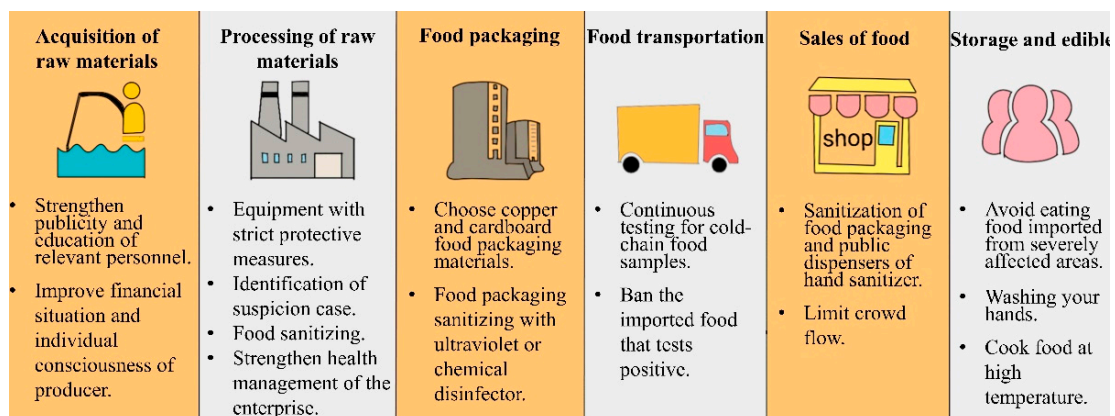 Acquisition of
raw materials
• Strengthen
publicity and
education of
relevant personnel.
• Improve financial
situation and
individual
consciousness of
producer.
Processing of raw
materials
• Equipment with
strict protective
measures.
• Identification of
suspicion case.
• Food sanitizing.
• Strengthen health
management of the
enterprise.
Food packaging
• Choose copper
and cardboard
food packaging
materials.
• Food packaging
sanitizing with
ultraviolet or
chemical
disinfector.
Food transportation
• Continuous
testing for cold-
chain food
samples.
• Ban the
imported food
that tests
positive.
Sales of food
shop
• Sanitization of
food packaging
and public
dispensers of
hand sanitizer.
• Limit crowd
flow.
Storage and edible
• Avoid eating
food imported
from severely
affected areas.
• Washing your
hands.
• Cook food at
high
temperature.